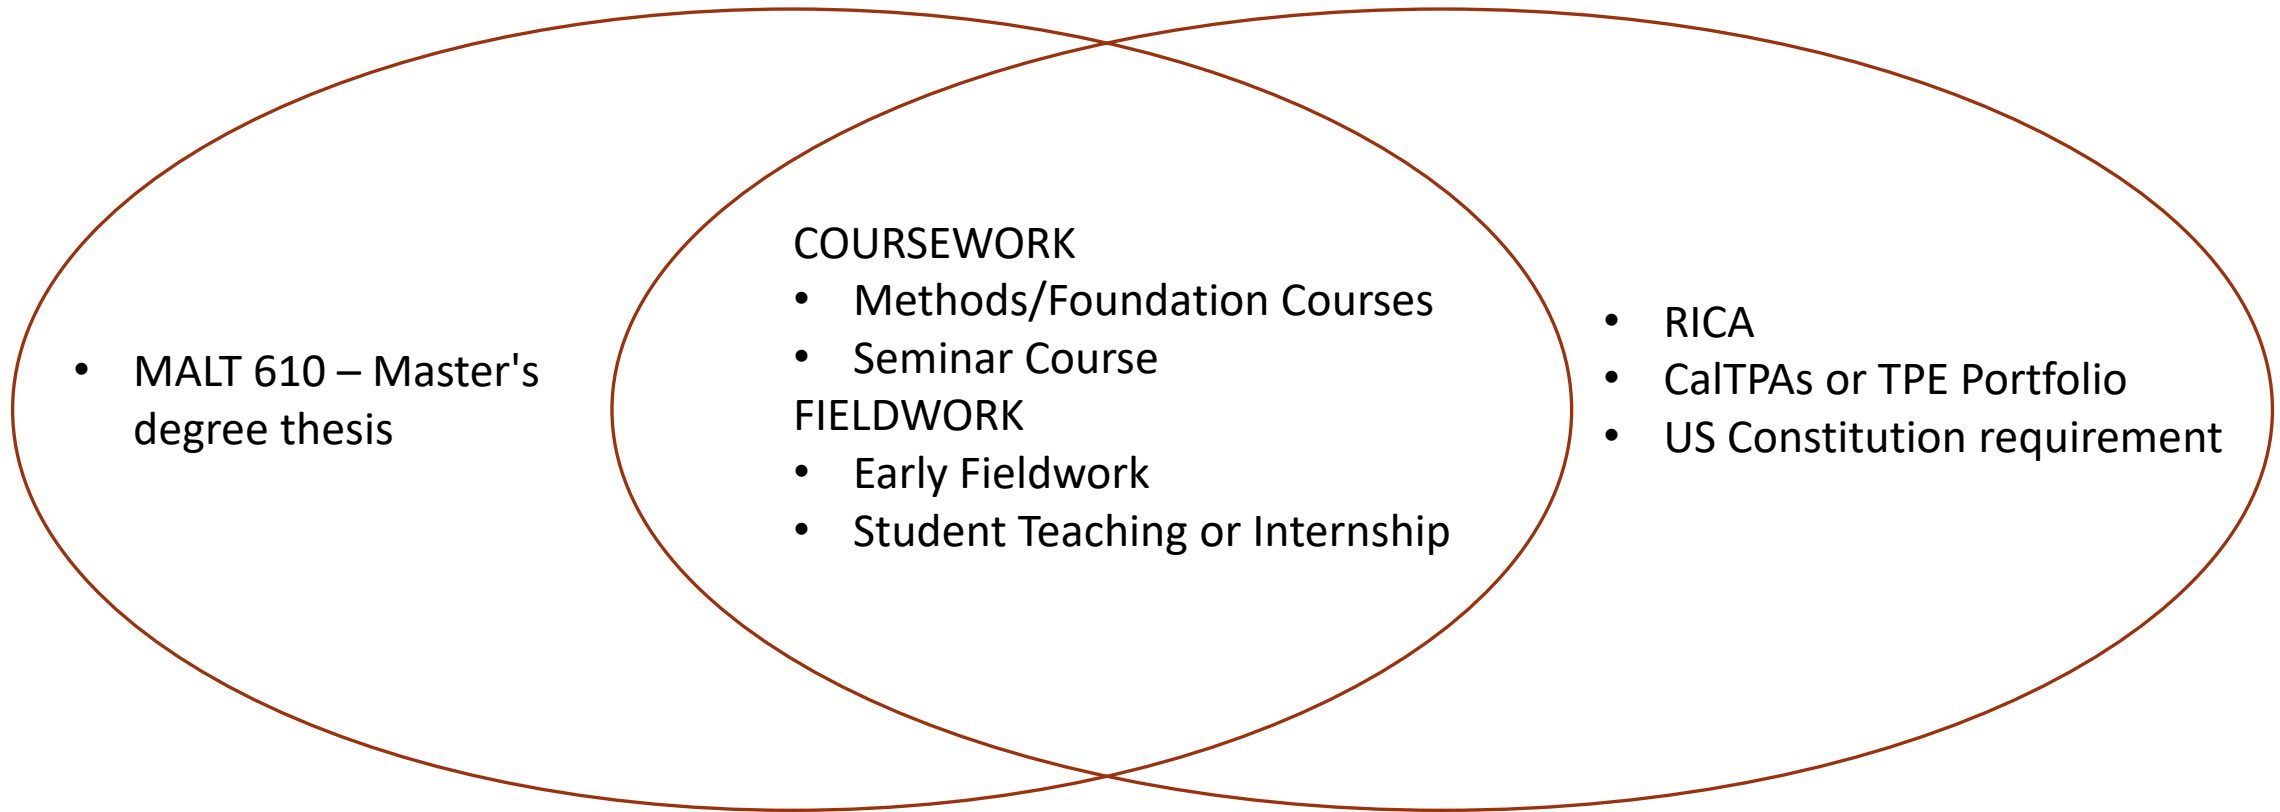 • MALT 610 – Master's
degree thesis
COURSEWORK
• Methods/Foundation Courses
• Seminar Course
FIELDWORK
• Early Fieldwork
• Student Teaching or Internship
• RICA
• CalTPAs or TPE Portfolio
• US Constitution requirement